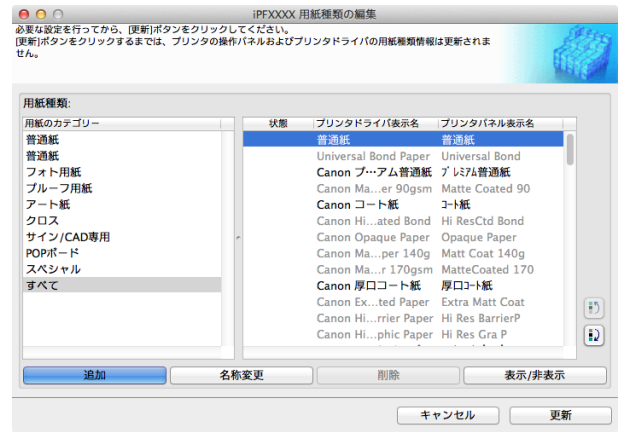 iPFXXXX 用紙種類の編集
必要な設定を行ってから、[更新]ボタンをクリックしてください。
[更新]ボタンをクリックするまでは、プリンタの操作パネルおよびプリンタドライバの用紙種類情報は更新されま
せん。
用紙種類:
用紙のカテゴリー
普通紙
普通紙
フォト用紙
プルーフ用紙
アート紙
クロス
サイン/CAD専用
POPボード
スペシャル
すべて
状態 プリンタドライバ表示名 プリンタパネル表示名
普通紙 普通紙
Universal Bond Paper Universal Bond
Canon プ…アム普通紙 プレミアム普通紙
Canon Ma…er 90gsm Matte Coated 90
Canon コート紙 コート紙
Canon Hi…ated Bond Hi ResCtd Bond
Canon Opaque Paper Opaque Paper
Canon Ma…per 140g Matt Coat 140g
Canon Ma…r 170gsm MatteCoated 170
Canon 厚口コート紙 厚口コート紙
Canon Ex…ted Paper Extra Matt Coat
Canon Hi…rrier Paper Hi Res BarrierP
Canon Hi…phic Paper Hi Res Gra P
追加 名称変更 削除 表示/非表示
キャンセル 更新